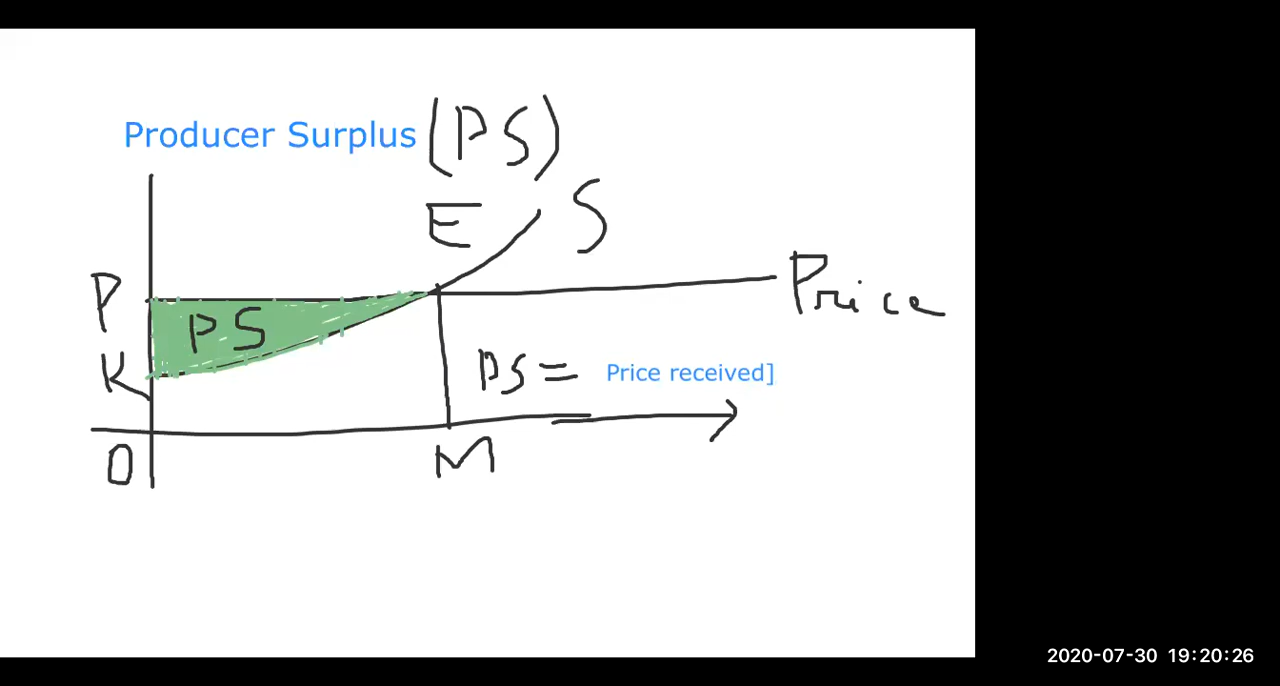 Producer Surplus (PS)
E S
P
PS
Price
K
PS = Price received]
O
M
2020-07-30 19:20:26